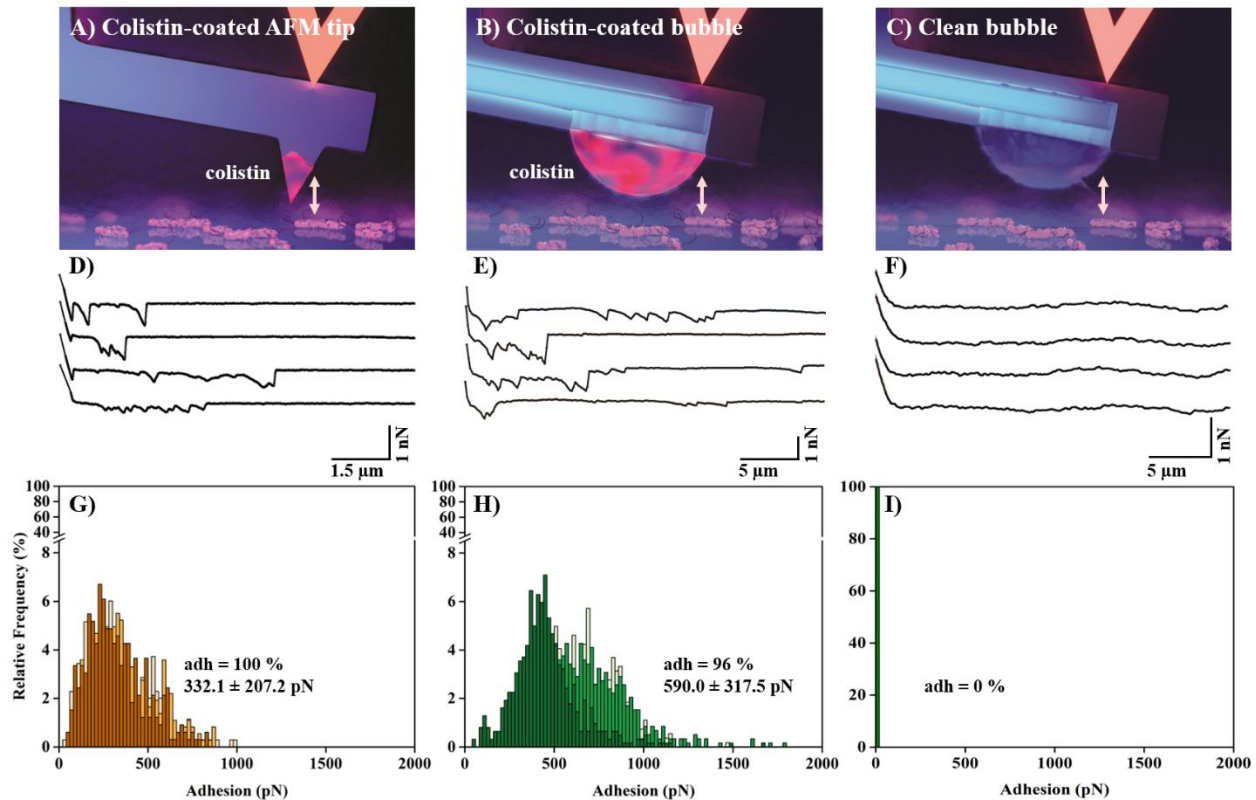 A) Colistin-coated AFM tip
B) Colistin-coated bubble
C) Clean bubble
colistin
colistin
D)
E)
F)
1.5 μm
1 nN
5 μm
1 nN
5 μm
1 nN
G)
H)
I)
Relative Frequency (%)
100
80
60
40
8
6
4
2
0
adh = 100 %
332.1 ± 207.2 pN
0 500 1000 1500 2000
Adhesion (pN)
100
80
60
40
8
6
4
2
0
adh = 96 %
590.0 ± 317.5 pN
0 500 1000 1500 2000
Adhesion (pN)
100
80
60
40
20
0
adh = 0 %
0 500 1000 1500 2000
Adhesion (pN)